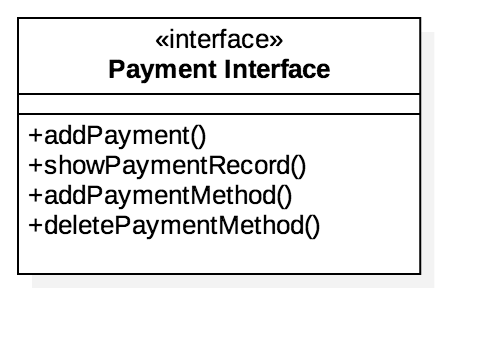 «interface»
Payment Interface
+addPayment()
+showPaymentRecord()
+addPaymentMethod()
+deletePaymentMethod()